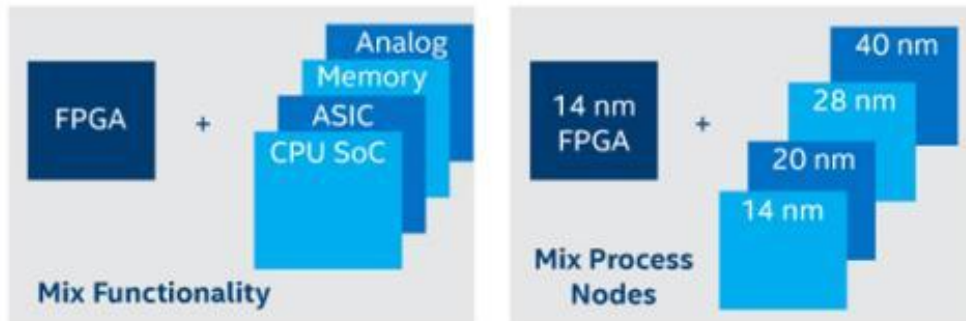 FPGA
+
Analog
Memory
ASIC
CPU SoC
Mix Functionality
14 nm
FPGA
+
40 nm
28 nm
20 nm
14 nm
Mix Process
Nodes